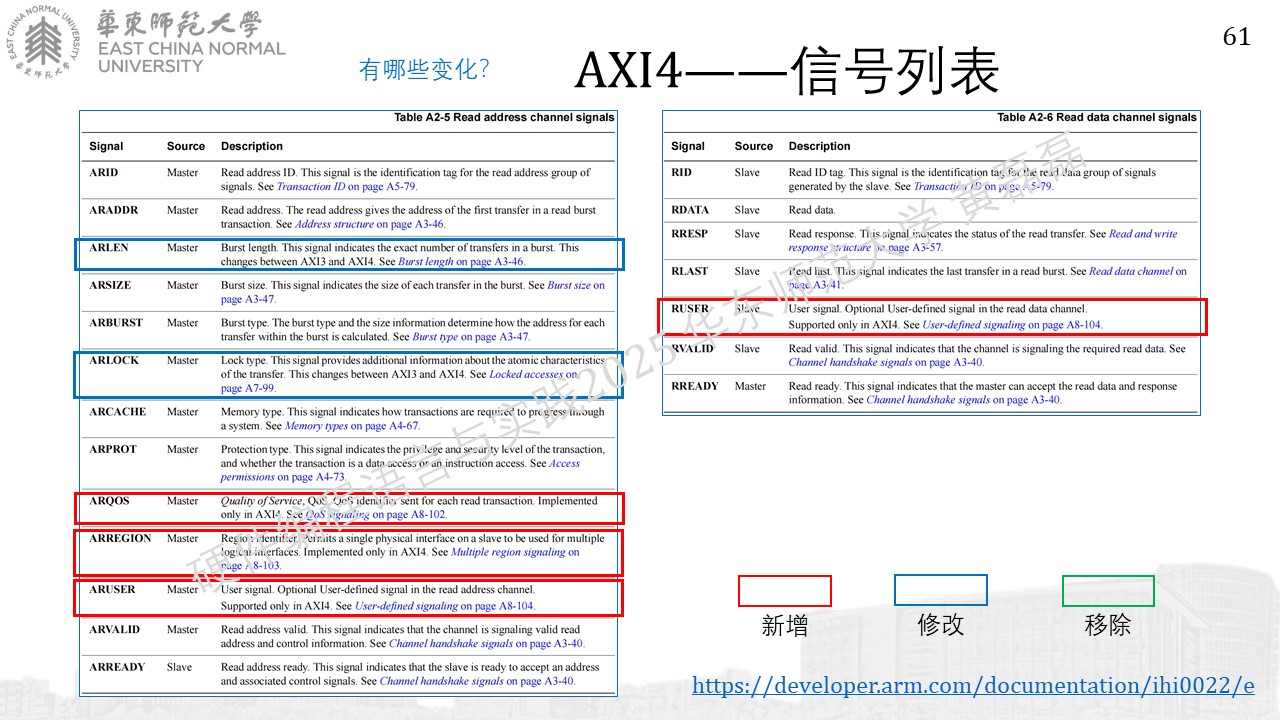 EAST CHINA NORMAL UNIVERSITY
華東師範大學
EAST CHINA NORMAL
UNIVERSITY
61
有哪些变化?
AXI4——信号列表
Table A2-5 Read address channel signals
Signal Source Description
ARID Master Read address ID. This signal is the identification tag for the read address group of
signals. See Transaction ID on page A5-79.
ARADDR Master Read address. The read address gives the address of the first transfer in a read burst
transaction. See Address structure on page A3-46.
ARLEN Master Burst length. This signal indicates the exact number of transfers in a burst. This
changes between AXI3 and AXI4. See Burst length on page A3-46.
ARSIZE Master Burst size. This signal indicates the size of each transfer in the burst. See Burst size on
page A3-47.
ARBURST Master Burst type. The burst type and the size information determine how the address for each
transfer within the burst is calculated. See Burst type on page A3-47.
ARLOCK Master Lock type. This signal provides additional information about the atomic characteristics
of the transfer. This changes between AXI3 and AXI4. See Locked accesses on
page A7-99.
ARCACHE Master Memory type. This signal indicates how transactions are required to progress through
a system. See Memory types on page A4-67.
ARPROT Master Protection type. This signal indicates the privilege and security level of the transaction,
and whether the transaction is a data access or an instruction access. See Access
permissions on page A4-73.
ARQOS Master Quality of Service, QoS. QoS identifier sent for each read transaction. Implemented
only in AXI4. See QoS signaling on page A8-102.
ARREGION Master Region identifier. Permits a single physical interface on a slave to be used for multiple
logical interfaces. Implemented only in AXI4. See Multiple region signaling on
page A8-103.
ARUSER Master User signal. Optional User-defined signal in the read address channel.
Supported only in AXI4. See User-defined signaling on page A8-104.
ARVALID Master Read address valid. This signal indicates that the channel is signaling valid read
address and control information. See Channel handshake signals on page A3-40.
ARREADY Slave Read address ready. This signal indicates that the slave is ready to accept an address
and associated control signals. See Channel handshake signals on page A3-40.
Table A2-6 Read data channel signals
Signal Source Description
RID Slave Read ID tag. This signal is the identification tag for the read data group of signals
generated by the slave. See Transaction ID on page A5-79.
RDATA Slave Read data.
RRESP Slave Read response. This signal indicates the status of the read transfer. See Read and write
response structure on page A3-57.
RLAST Slave Read last. This signal indicates the last transfer in a read burst. See Read data channel on
page A3-41.
RUSER Slave User signal. Optional User-defined signal in the read data channel.
Supported only in AXI4. See User-defined signaling on page A8-104.
RVALID Slave Read valid. This signal indicates that the channel is signaling the required read data. See
Channel handshake signals on page A3-40.
RREADY Master Read ready. This signal indicates that the master can accept the read data and response
information. See Channel handshake signals on page A3-40.
硬件编程语言与实践2025 华东师范大学 黄磊磊
新增 修改 移除
https://developer.arm.com/documentation/ihi0022/e